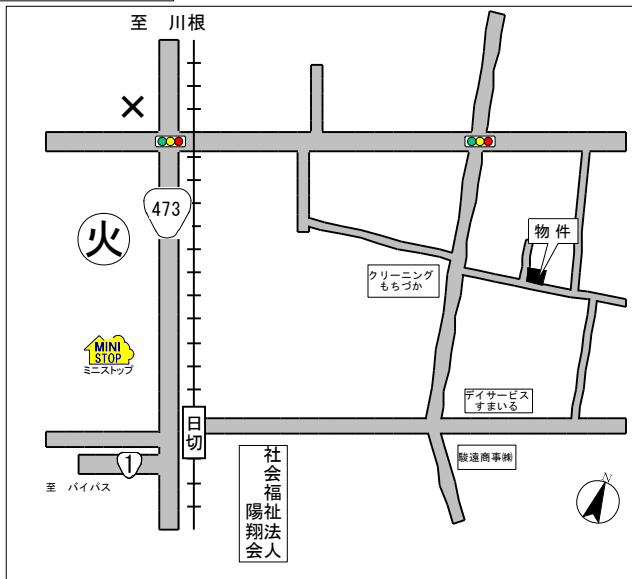 至 川根
473
火
物 件
クリーニング
もちづか
MINI
STOP
ミニストップ
デイサービス
すまいる
日切
社会福祉法人
陽翔会
駿遠商事㈱
1
至 バイパス
N